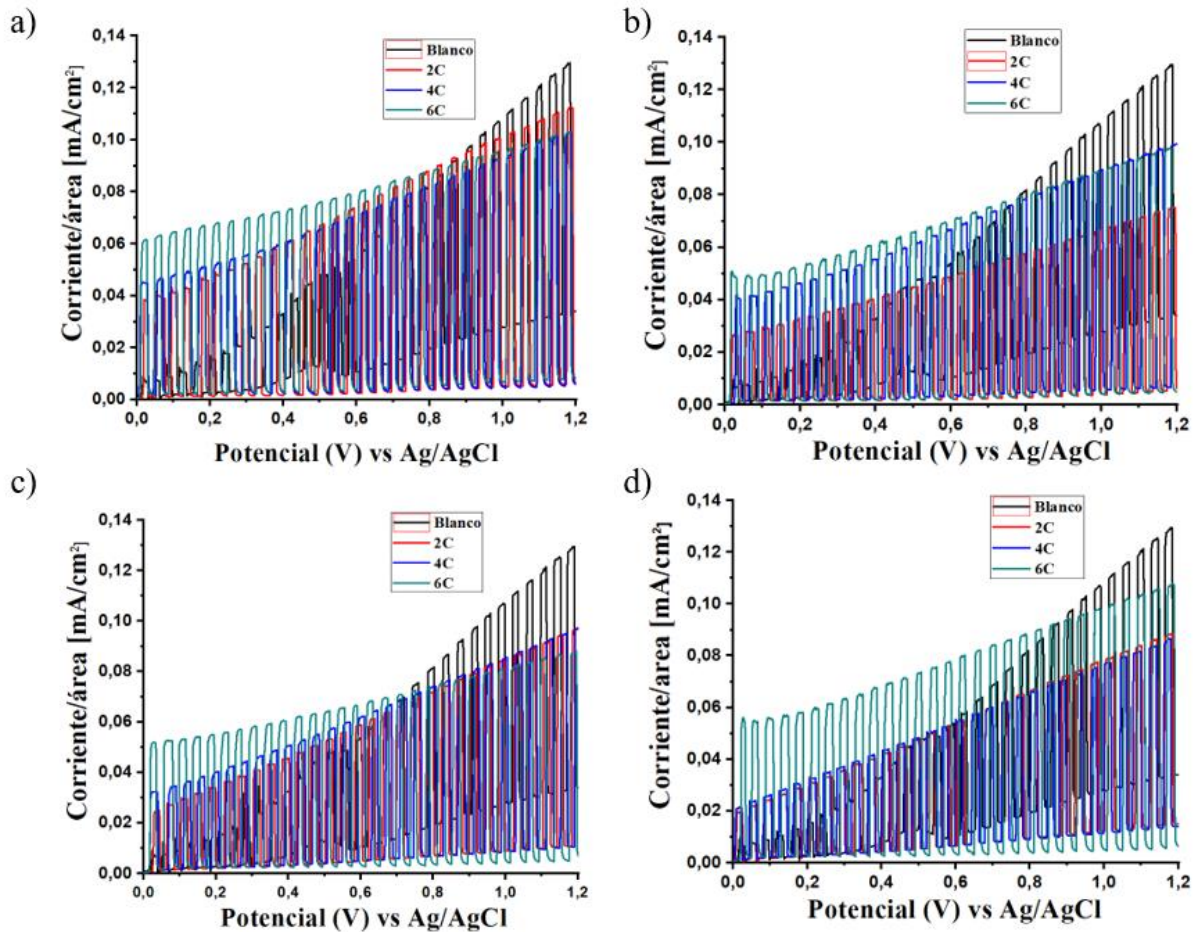 a)
Corriente/área [mA/cm²]
0,14
0,12
0,10
0,08
0,06
0,04
0,02
0,00
Blanco
2C
4C
6C
0,0 0,2 0,4 0,6 0,8 1,0 1,2
Potencial (V) vs Ag/AgCl
b)
Corriente/área [mA/cm²]
0,14
0,12
0,10
0,08
0,06
0,04
0,02
0,00
Blanco
2C
4C
6C
0,0 0,2 0,4 0,6 0,8 1,0 1,2
Potencial (V) vs Ag/AgCl
c)
Corriente/área [mA/cm²]
0,14
0,12
0,10
0,08
0,06
0,04
0,02
0,00
Blanco
2C
4C
6C
0,0 0,2 0,4 0,6 0,8 1,0 1,2
Potencial (V) vs Ag/AgCl
d)
Corriente/área [mA/cm²]
0,14
0,12
0,10
0,08
0,06
0,04
0,02
0,00
Blanco
2C
4C
6C
0,0 0,2 0,4 0,6 0,8 1,0 1,2
Potencial (V) vs Ag/AgCl